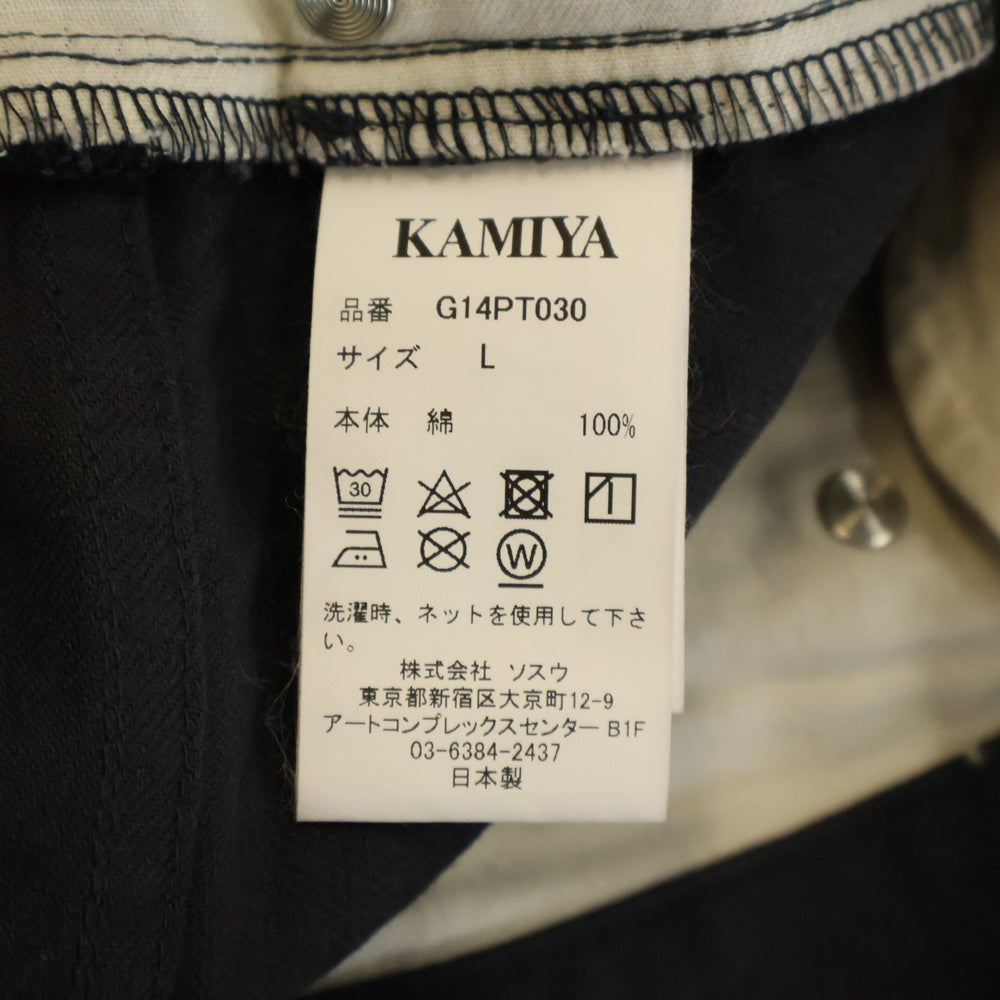 KAMIYA
品番 G14PT030
サイズ L
本体 綿 100%
30
W
洗濯時、ネットを使用して下さ
い。
株式会社 ソスウ
東京都新宿区大京町12-9
アートコンプレックスセンター B1F
03-6384-2437
日本製